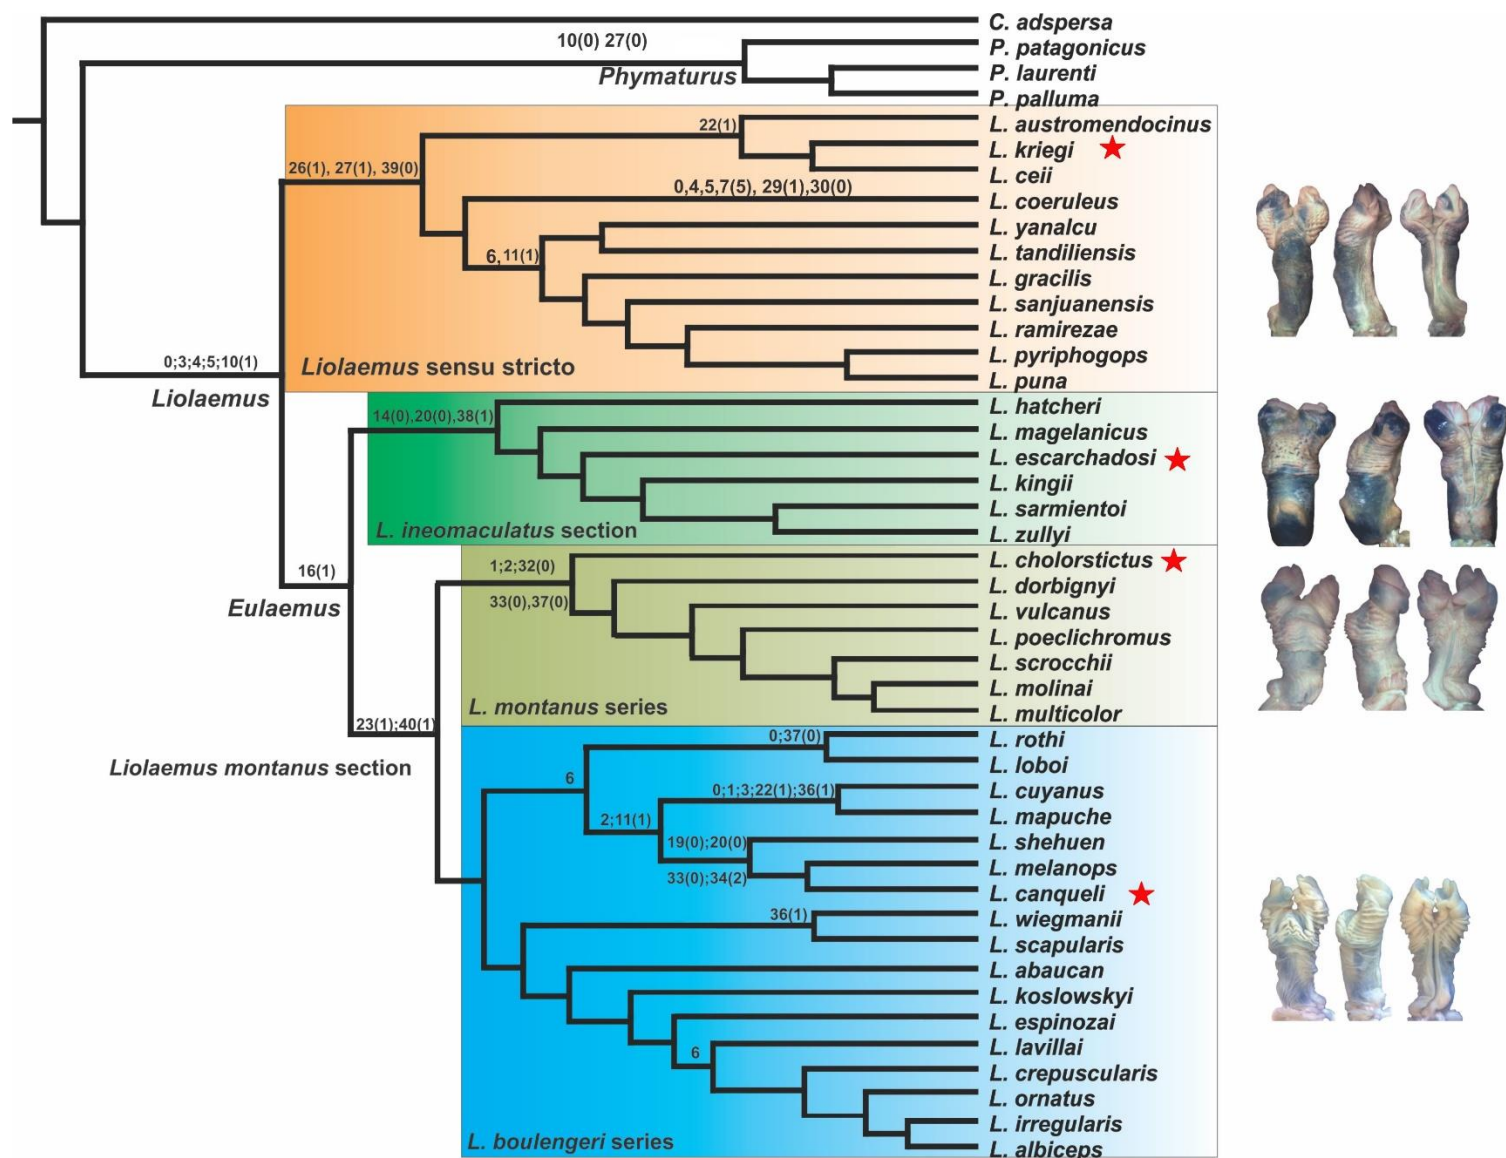 C. adspersa
10(0) 27(0)
P. patagonicus
Phymaturus
P. laurenti
P. palluma
L. austromendocinus
22(1)
L. kriegi
26(1), 27(1), 39(0)
L. ceii
0,4,5,7(5), 29(1),30(0)
L. coeruleus
L. yanalcu
6,11(1)
L. tandiliensis
L. gracilis
L. sanjuanensis
L. ramirezae
0;3;4;5;10(1)
Liolaemus sensu stricto
L. pyriphogops
L. puna
Liolaemus
14(0),20(0),38(1)
L. hatcheri
L. magelanicus
L. escarchadosi
L. kingii
L. sarmientoi
L. ineomaculatus section
L. zullyi
L. cholorstictus
16(1)
1;2;32(0)
L. dorbignyi
Eulaemus
33(0),37(0)
L. vulcanus
L. poeclichromus
L. scrocchii
L. molinai
L. montanus series
L. multicolor
23(1);40(1)
0;37(0)
L. rothi
Liolaemus montanus section
L. loboi
6
0;1;3;22(1);36(1)
L. cuyanus
2;11(1)
L. mapuche
19(0);20(0)
L. shehuen
L. melanops
33(0);34(2)
L. canqueli
36(1)
L. wiegmanii
L. scapularis
L. abaucan
L. koslowskyi
L. espinozai
6
L. lavillai
L. crepuscularis
L. ornatus
L. irregularis
L. boulengeri series
L. albiceps